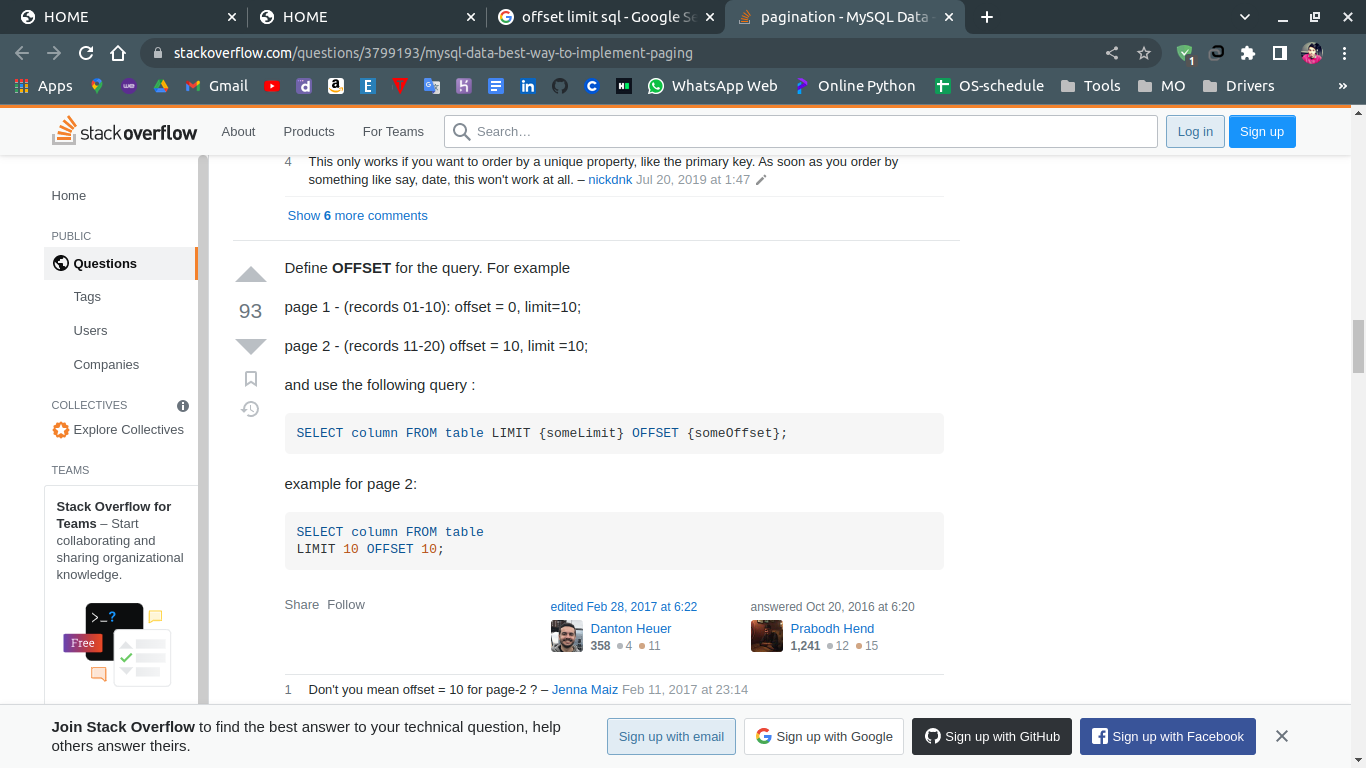 HOME
HOME
offset limit sql - Google Se
pagination - MySQL Data -
stackoverflow.com/questions/3799193/mysql-data-best-way-to-implement-paging
1
Apps
Gmail
WhatsApp Web
Online Python
OS-schedule
Tools
MO
Drivers
»
stackoverflow
About
Products
For Teams
Search…
Log in
Sign up
Home
PUBLIC
Questions
Tags
Users
Companies
COLLECTIVES
Explore Collectives
TEAMS
Stack Overflow for
Teams – Start
collaborating and
sharing organizational
knowledge.
>_?
Free
4 This only works if you want to order by a unique property, like the primary key. As soon as you order by
something like say, date, this won't work at all. – nickdnk Jul 20, 2019 at 1:47
Show 6 more comments
93
Define OFFSET for the query. For example
page 1 - (records 01-10): offset = 0, limit=10;
page 2 - (records 11-20) offset = 10, limit =10;
and use the following query :
SELECT column FROM table LIMIT {someLimit} OFFSET {someOffset};
example for page 2:
SELECT column FROM table
LIMIT 10 OFFSET 10;
Share Follow
edited Feb 28, 2017 at 6:22
Danton Heuer
358 4 11
answered Oct 20, 2016 at 6:20
Prabodh Hend
1,241 12 15
1 Don't you mean offset = 10 for page-2 ? – Jenna Maiz Feb 11, 2017 at 23:14
Join Stack Overflow to find the best answer to your technical question, help
others answer theirs.
Sign up with email
Sign up with Google
Sign up with GitHub
Sign up with Facebook